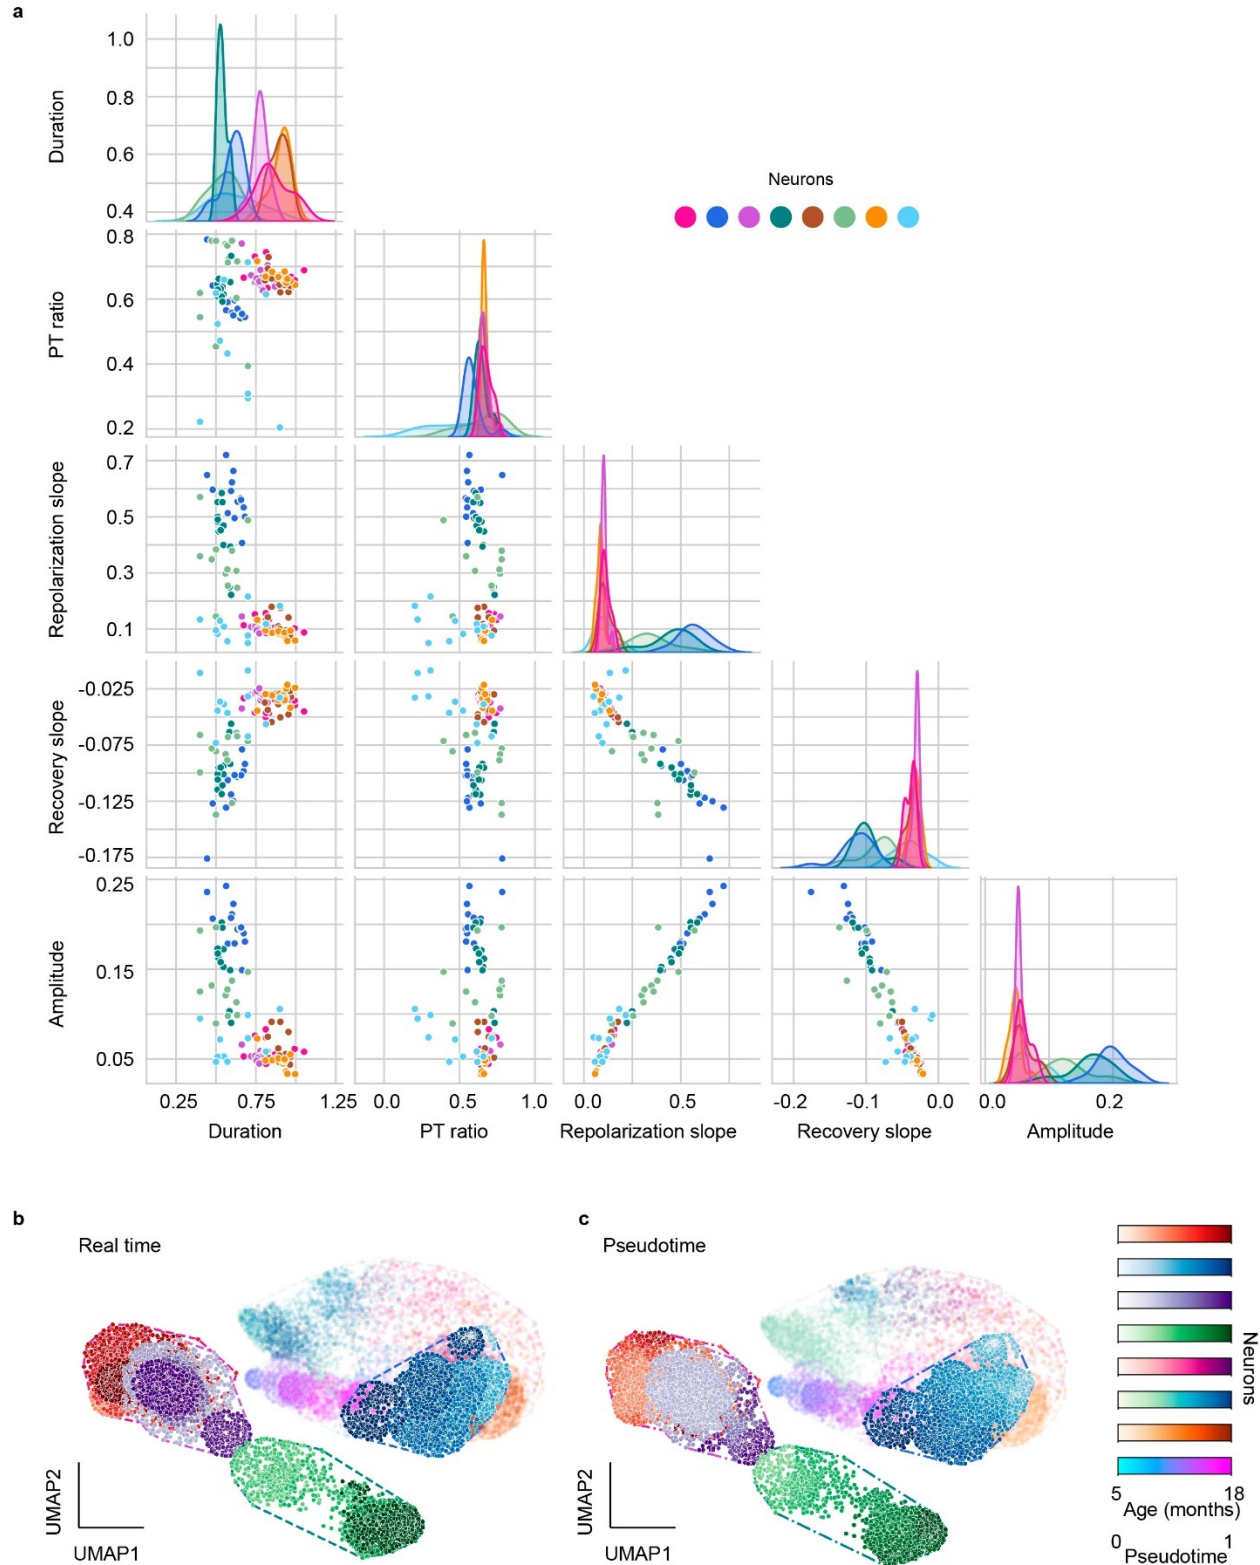 a
Neurons
Duration
1.0
0.8
0.6
0.4
PT ratio
0.8
0.6
0.4
0.2
Repolarization slope
0.7
0.5
0.3
0.1
Recovery slope
-0.025
-0.075
-0.125
-0.175
Amplitude
0.25
0.15
0.05
0.25 0.75 1.25 0.0 0.5 1.0 0.0 0.5 -0.2 -0.1 0.0 0.0 0.2
Duration PT ratio Repolarization slope Recovery slope Amplitude
b
Real time
UMAP2
UMAP1
c
Pseudotime
UMAP2
UMAP1
Neurons
5 18
Age (months)
0 1
Pseudotime